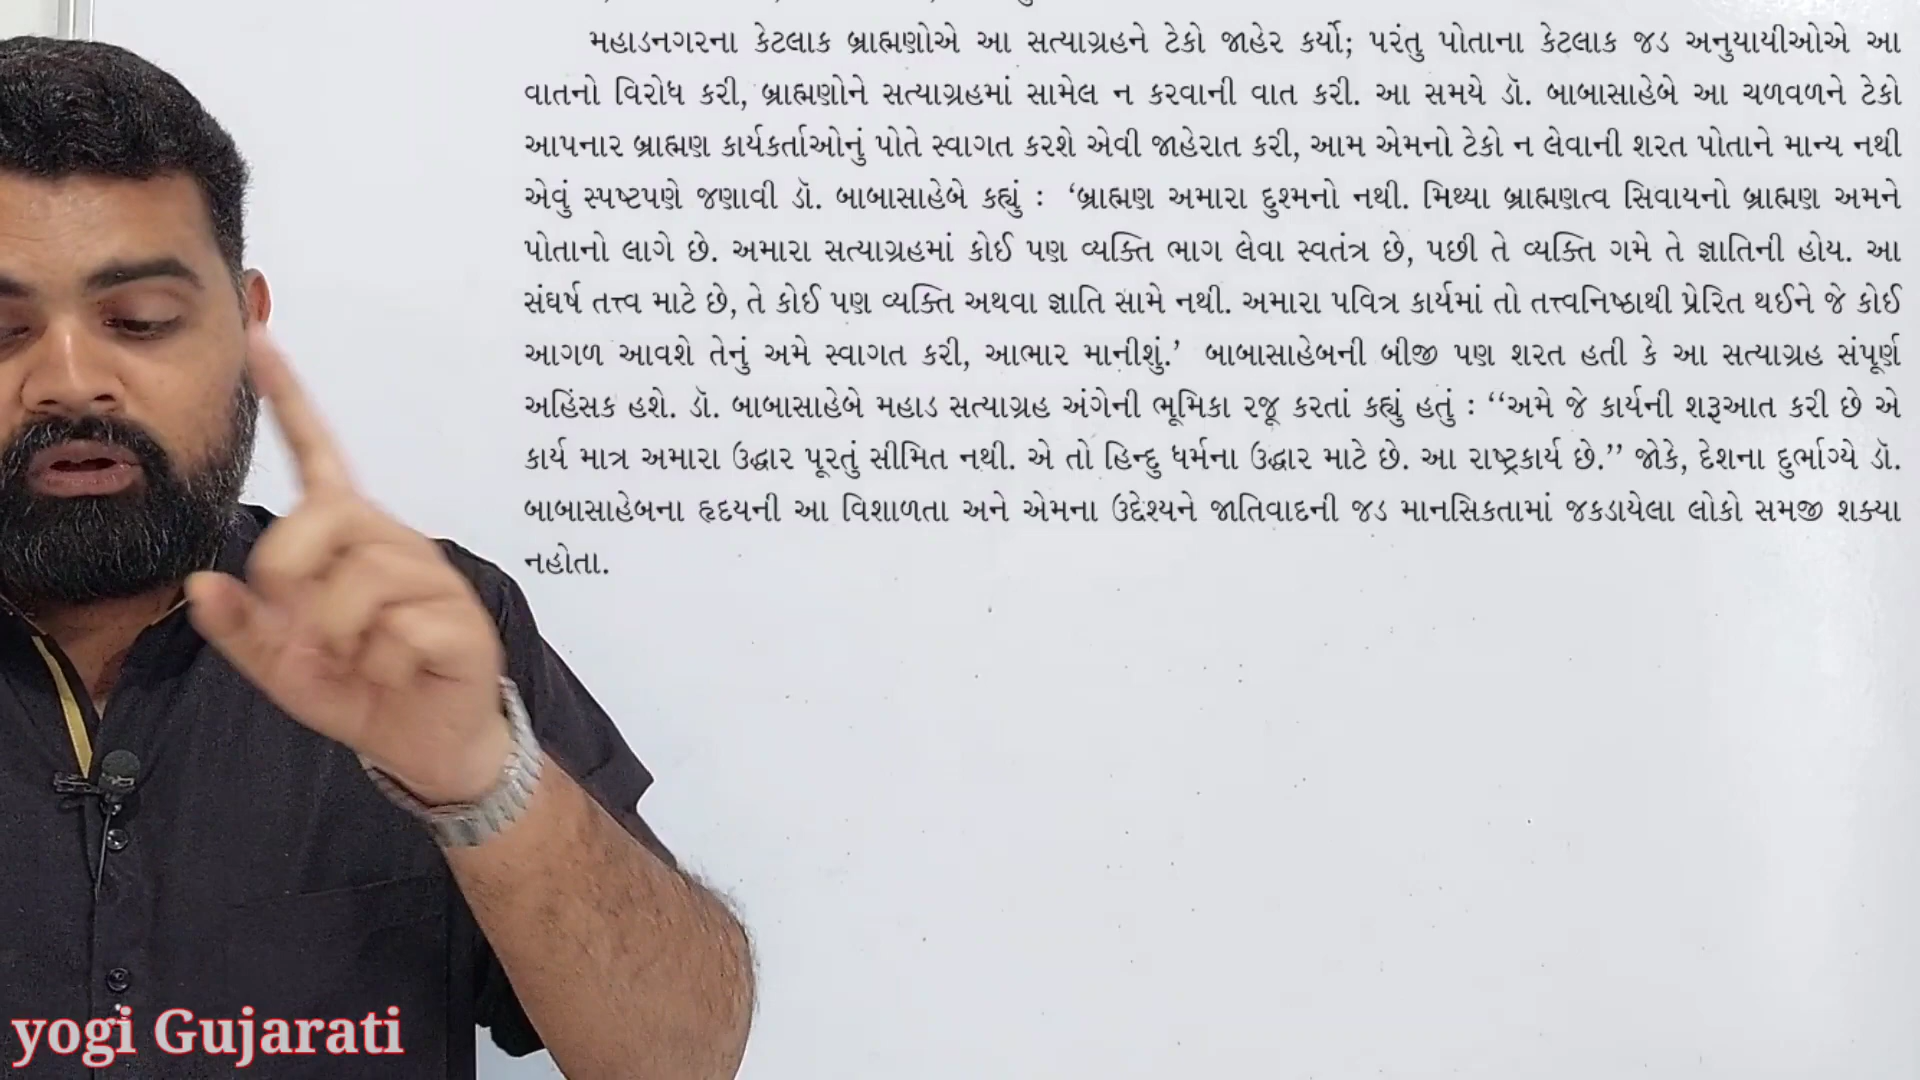 મહાડનગરના કેટલાક બ્રાહ્મણોએ આ સત્યાગ્રહને ટેકો જાહેર કર્યો; પરંતુ પોતાના કેટલાક જડ અનુયાયીઓએ આ
વાતનો વિરોધ કરી, બ્રાહ્મણોને સત્યાગ્રહમાં સામેલ ન કરવાની વાત કરી. આ સમયે ડૉ. બાબાસાહેબે આ ચળવળને ટેકો
આપનાર બ્રાહ્મણ કાર્યકર્તાઓનું પોતે સ્વાગત કરશે એવી જાહેરાત કરી, આમ એમનો ટેકો ન લેવાની શરત પોતાને માન્ય નથી
એવું સ્પષ્ટપણે જણાવી ડૉ. બાબાસાહેબે કહ્યું : ‘બ્રાહ્મણ અમારા દુશ્મનો નથી. મિથ્યા બ્રાહ્મણત્વ સિવાયનો બ્રાહ્મણ અમને
પોતાનો લાગે છે. અમારા સત્યાગ્રહમાં કોઈ પણ વ્યક્તિ ભાગ લેવા સ્વતંત્ર છે, પછી તે વ્યક્તિ ગમે તે જ્ઞાતિની હોય. આ
સંઘર્ષ તત્ત્વ માટે છે, તે કોઈ પણ વ્યક્તિ અથવા જ્ઞાતિ સામે નથી. અમારા પવિત્ર કાર્યમાં તો તત્ત્વનિષ્ઠાથી પ્રેરિત થઈને જે કોઈ
આગળ આવશે તેનું અમે સ્વાગત કરી, આભાર માનીશું.’ બાબાસાહેબની બીજી પણ શરત હતી કે આ સત્યાગ્રહ સંપૂર્ણ
અહિંસક હશે. ડૉ. બાબાસાહેબે મહાડ સત્યાગ્રહ અંગેની ભૂમિકા રજૂ કરતાં કહ્યું હતું : ‘‘અમે જે કાર્યની શરૂઆત કરી છે એ
કાર્ય માત્ર અમારા ઉદ્ધાર પૂરતું સીમિત નથી. એ તો હિન્દુ ધર્મના ઉદ્ધાર માટે છે. આ રાષ્ટ્રકાર્ય છે.’’ જોકે, દેશના દુર્ભાગ્યે ડૉ.
બાબાસાહેબના હૃદયની આ વિશાળતા અને એમના ઉદ્દેશ્યને જાતિવાદની જડ માનસિકતામાં જકડાયેલા લોકો સમજી શક્યા
નહોતા.
yogi Gujarati